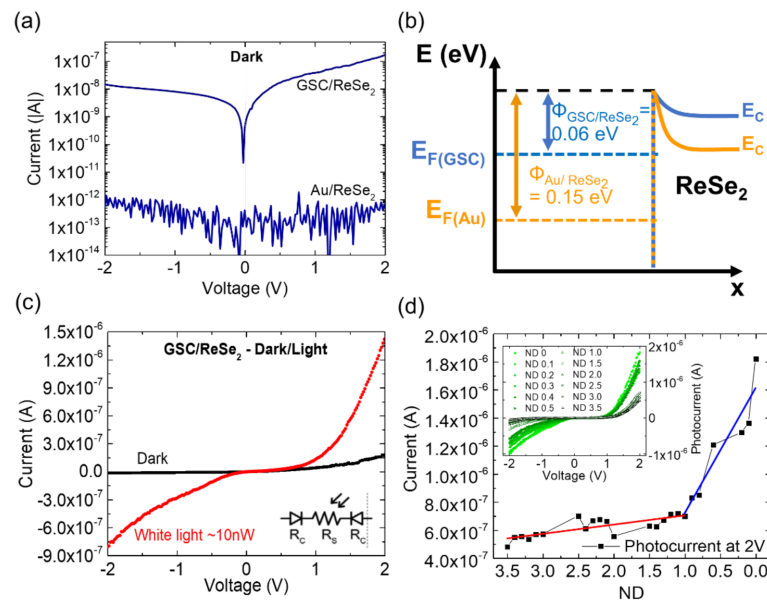 (a)
Dark
GSC/ReSe₂
Au/ReSe₂
Current (|A|)
1x10⁻⁷
1x10⁻⁸
1x10⁻⁹
1x10⁻¹⁰
1x10⁻¹¹
1x10⁻¹²
1x10⁻¹³
1x10⁻¹⁴
-2 -1 0 1 2
Voltage (V)
(b)
E (eV)
Φ_GSC/ReSe₂ =
0.06 eV
E_F(GSC)
Φ_Au/ ReSe₂
= 0.15 eV
E_F(Au)
E_C
E_C
ReSe₂
x
(c)
GSC/ReSe₂ - Dark/Light
Current (A)
1.5x10⁻⁶
1.2x10⁻⁶
9.0x10⁻⁷
6.0x10⁻⁷
3.0x10⁻⁷
0.0
-3.0x10⁻⁷
-6.0x10⁻⁷
-9.0x10⁻⁷
Dark
White light ~10nW
R_C R_S R_C
-2 -1 0 1 2
Voltage (V)
(d)
Current (A)
2.0x10⁻⁶
1.8x10⁻⁶
1.6x10⁻⁶
1.4x10⁻⁶
1.2x10⁻⁶
1.0x10⁻⁶
8.0x10⁻⁷
6.0x10⁻⁷
4.0x10⁻⁷
ND 0 ND 1.0
ND 0.1 ND 1.5
ND 0.2 ND 2.0
ND 0.3 ND 2.5
ND 0.4 ND 3.0
ND 0.5 ND 3.5
2x10⁻⁶
1x10⁻⁶
0
-1x10⁻⁶
Photocurrent (A)
-2 -1 0 1 2
Voltage (V)
Photocurrent at 2V
3.5 3.0 2.5 2.0 1.5 1.0 0.5 0.0
ND